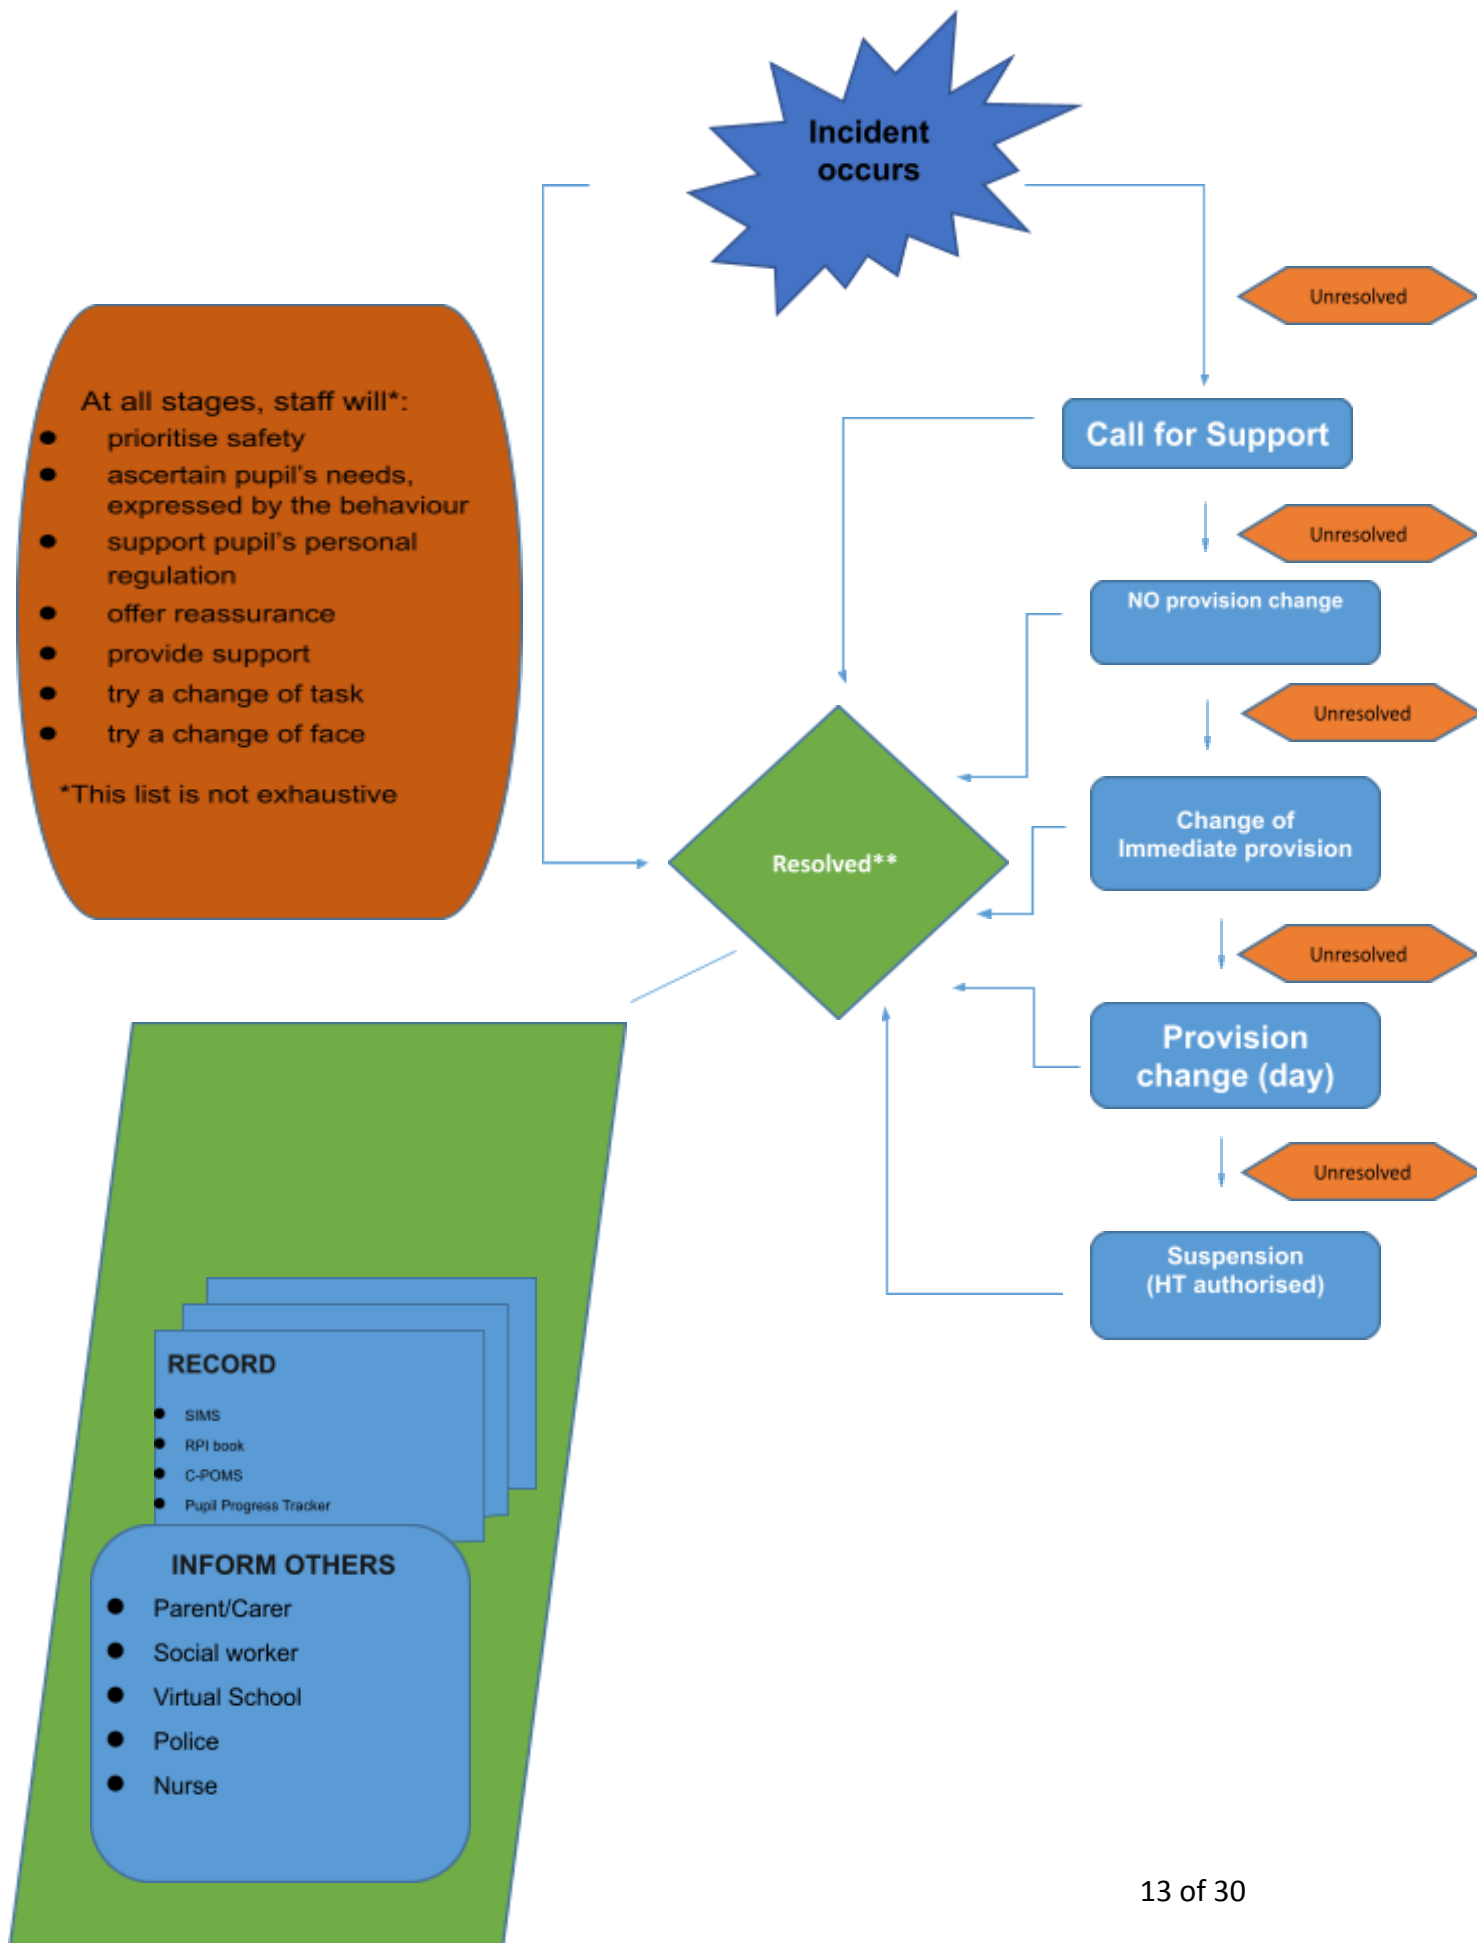 Incident
occurs
Unresolved
Call for Support
Unresolved
NO provision change
Unresolved
Change of
Immediate provision
Unresolved
Provision
change (day)
Unresolved
Suspension
(HT authorised)
Resolved**
At all stages, staff will*:
● prioritise safety
● ascertain pupil's needs,
expressed by the behaviour
● support pupil's personal
regulation
● offer reassurance
● provide support
● try a change of task
● try a change of face
*This list is not exhaustive
RECORD
● SIMS
● RPI book
● C-POMS
● Pupil Progress Tracker
INFORM OTHERS
● Parent/Carer
● Social worker
● Virtual School
● Police
● Nurse
13 of 30